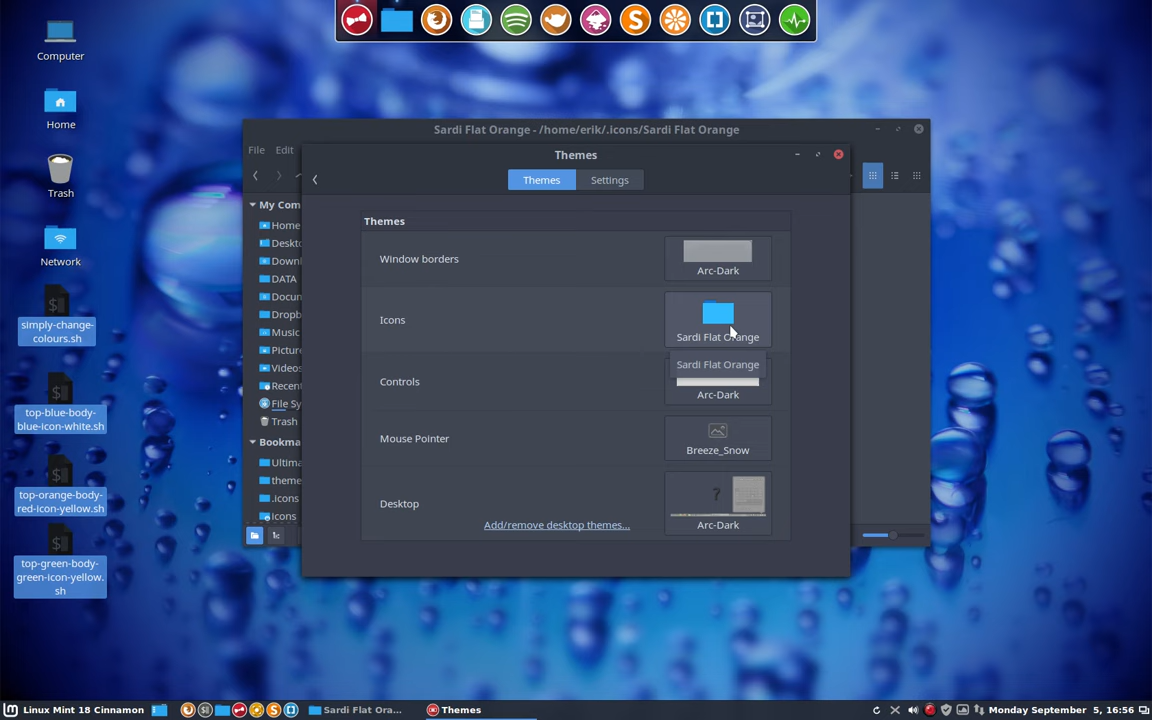 Computer
Home
Trash
Network
simply-change-
colours.sh
top-blue-body-
blue-icon-white.sh
top-orange-body-
red-icon-yellow.sh
top-green-body-
green-icon-yellow.
sh
Sardi Flat Orange - /home/erik/.icons/Sardi Flat Orange
File Edit
My Com
Home
Deskto
Downl
DATA
Docun
Dropb
Music
Picture
Videos
Recent
File Sy
Trash
Bookma
Ultima
theme
.icons
icons
Themes
Themes Settings
Themes
Window borders
Arc-Dark
Icons
Sardi Flat Orange
Sardi Flat Orange
Controls
Arc-Dark
Mouse Pointer
Breeze_Snow
Desktop
Add/remove desktop themes...
Arc-Dark
Linux Mint 18 Cinnamon
Sardi Flat Ora...
Themes
Monday September 5, 16:56